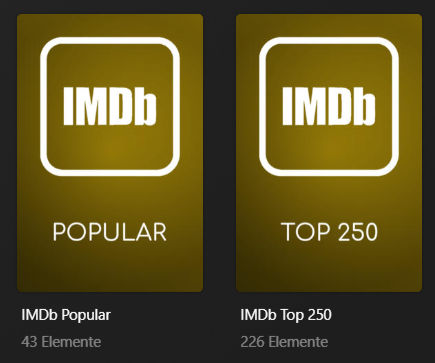 IMDb
IMDb
POPULAR
TOP 250
IMDb Popular
IMDb Top 250
43 Elemente
226 Elemente